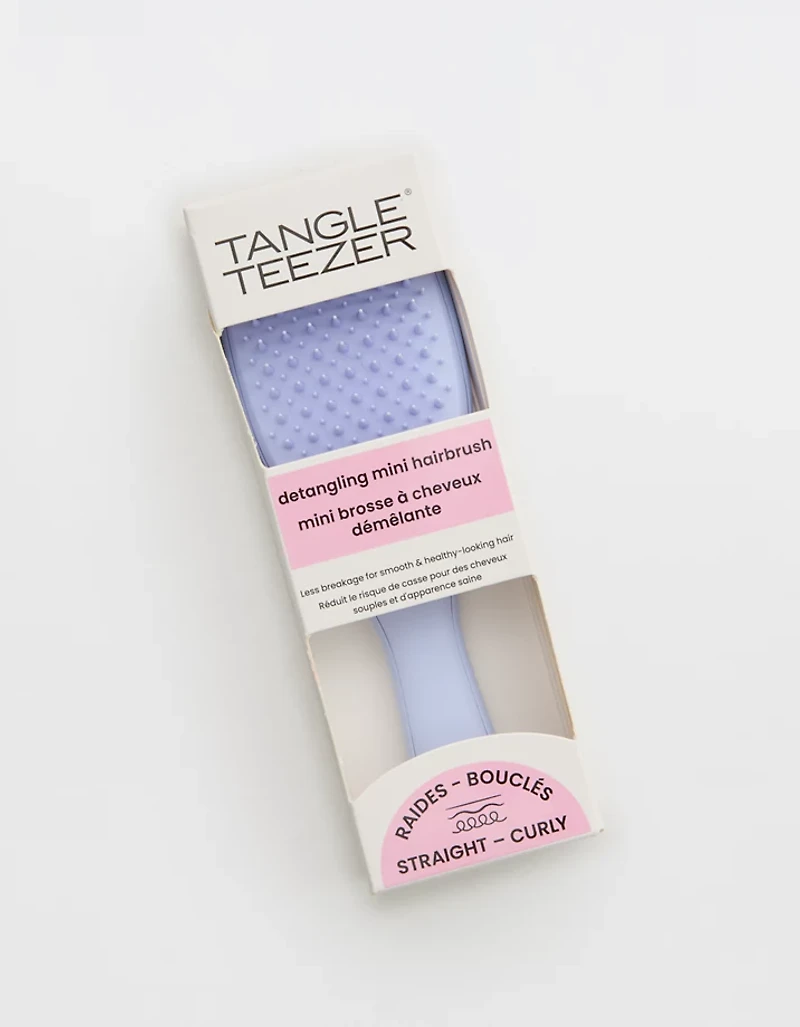 TANGLE®
TEEZER
detangling mini hairbrush
mini brosse à cheveux
démêlante
Less breakage for smooth & healthy-looking hair
Réduit le risque de casse pour des cheveux
souples et d'apparence saine
RAIDES – BOUCLÉS
STRAIGHT – CURLY